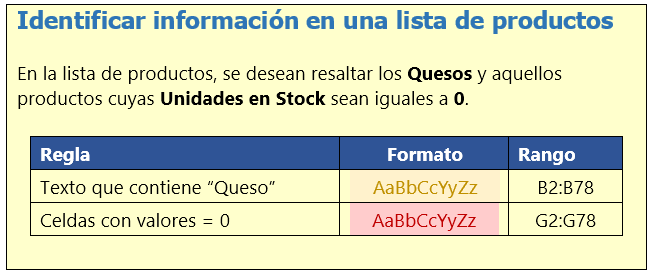 Identificar información en una lista de productos
En la lista de productos, se desean resaltar los Quesos y aquellos
productos cuyas Unidades en Stock sean iguales a 0.
Regla Formato Rango
Texto que contiene “Queso” AaBbCcYyZz B2:B78
Celdas con valores = 0 AaBbCcYyZz G2:G78